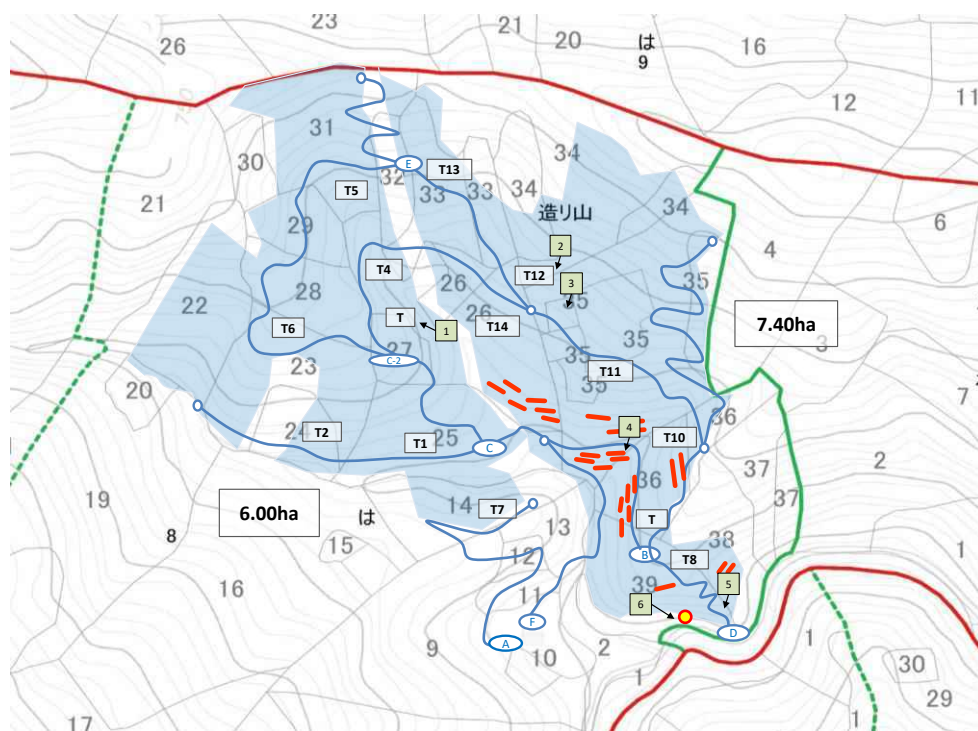 23
21
26
20
は
9
16
11
12
31
34
30
E
T13
32
T5
33
33
34
21
造り山
34
6
29
2
4
T4
T12
35
26
3
35
22
28
26
7.40ha
T
1
T14
35
T6
3
27
35
23
C-2
T11
35
20
7
36
24
T2
T1
25
C
4
T10
2
37
36
19
14
T7
37
6.00ha
は
T
13
8
38
15
12
B
T8
1
16
39
5
11
6
F
D
1
9
A
10
2
30
1
29
17
1